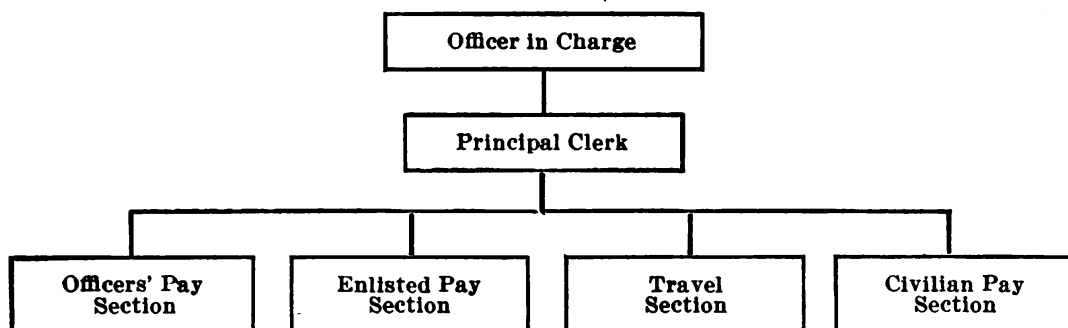 Officer in Charge
Principal Clerk
Officers' Pay
Section
Enlisted Pay
Section
Travel
Section
Civilian Pay
Section